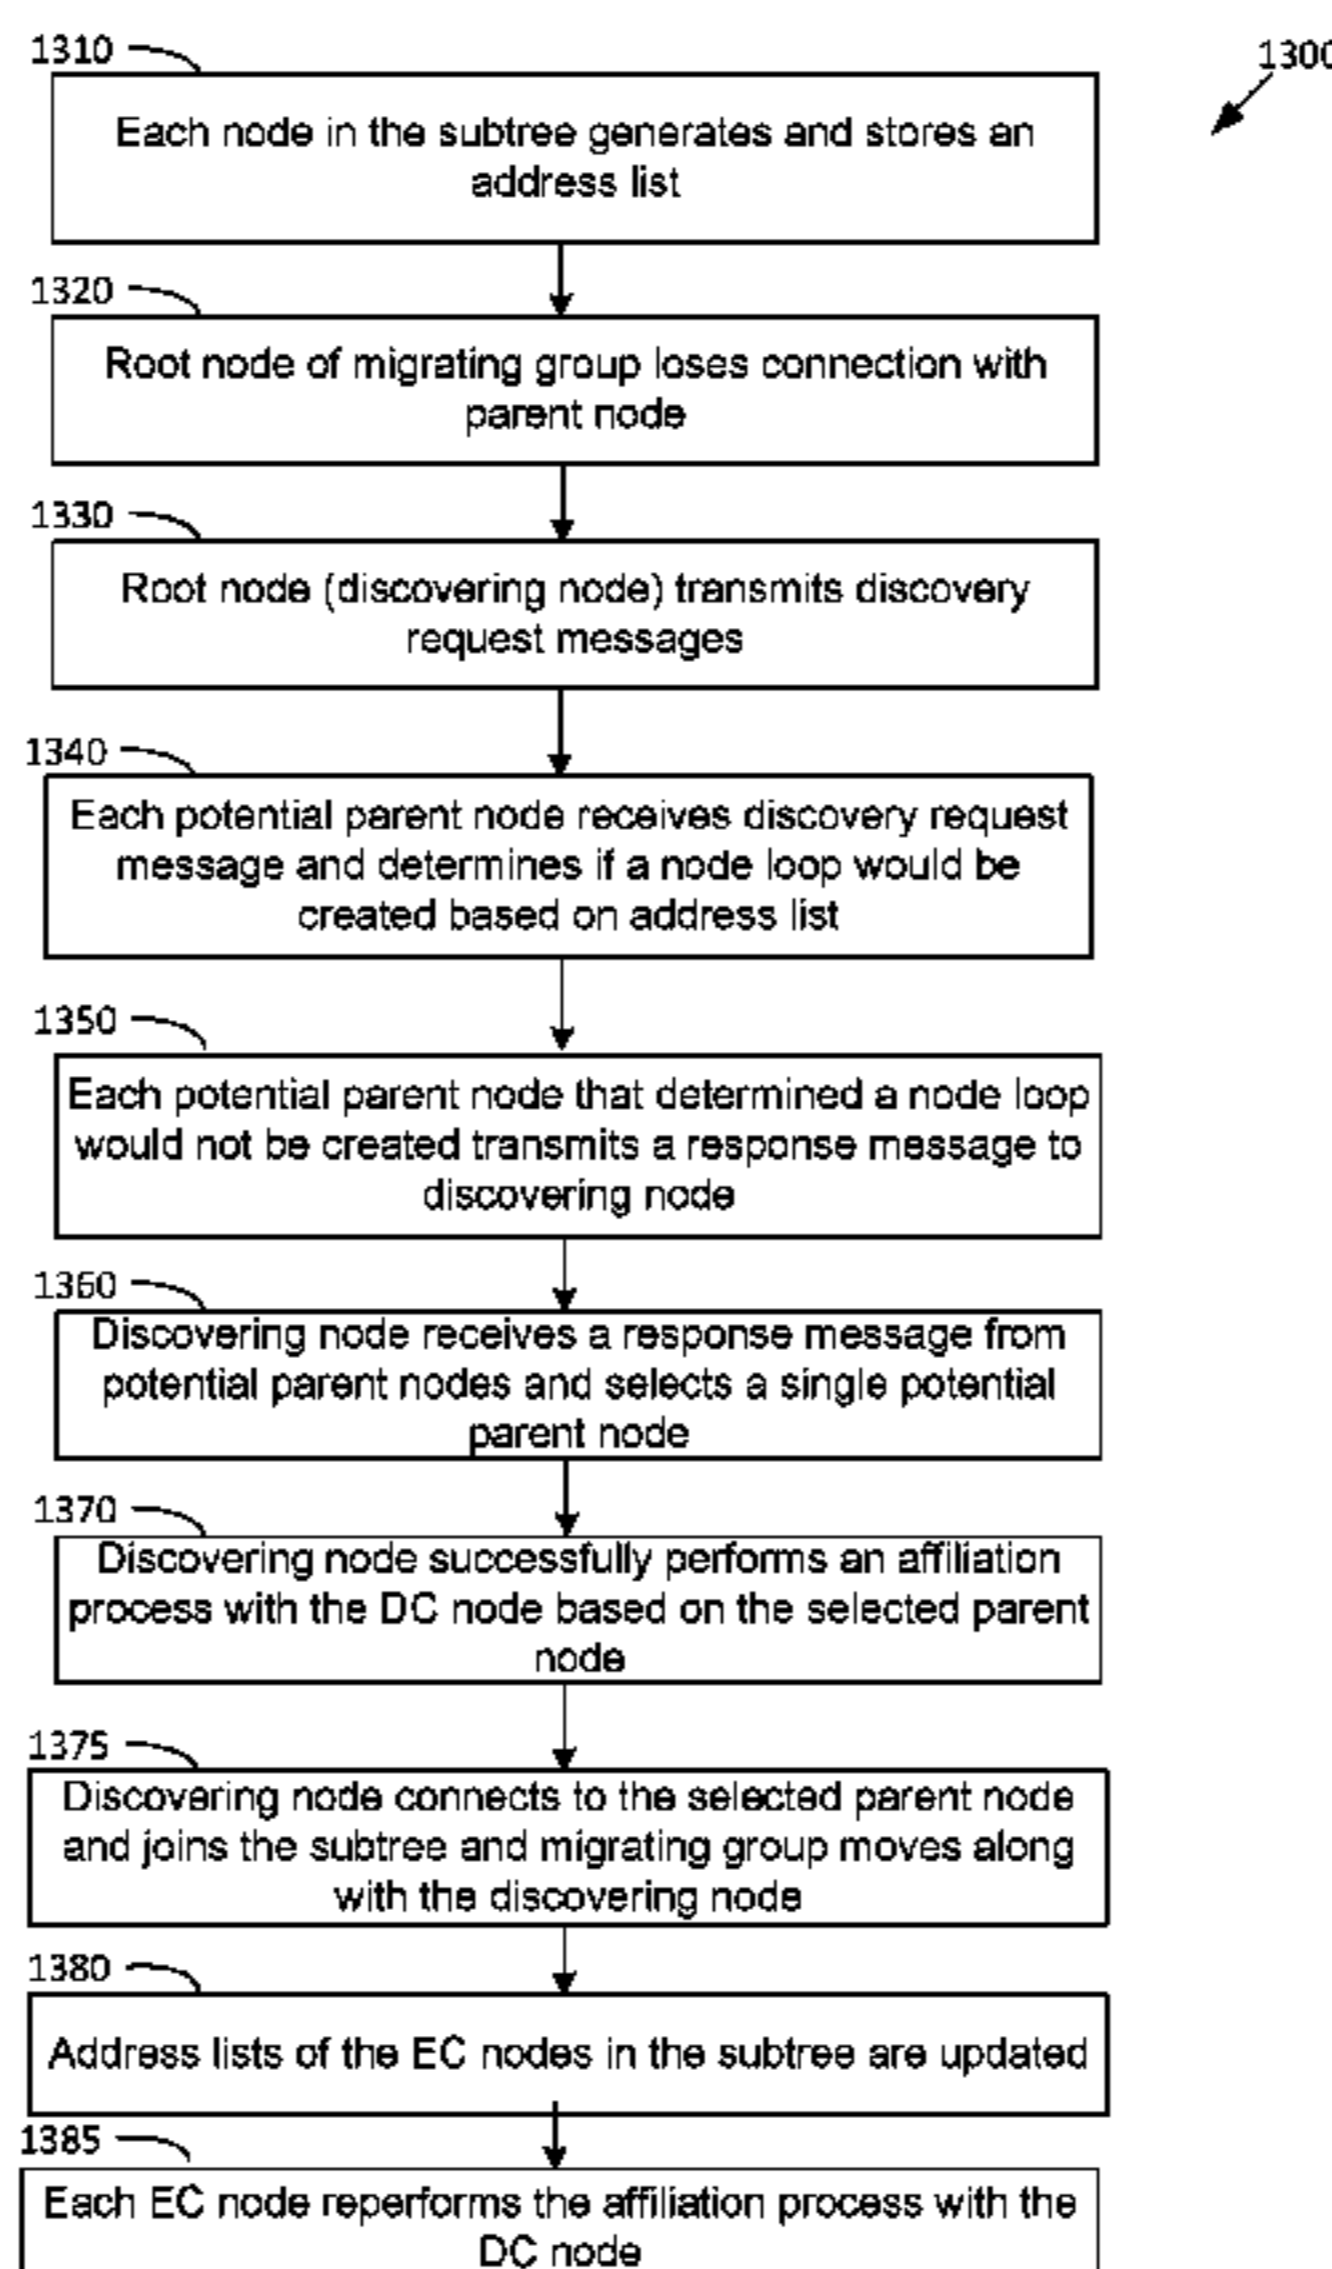 1310
1300
Each node in the subtree generates and stores an
address list
1320
Root node of migrating group loses connection with
parent node
1330
Root node (discovering node) transmits discovery
request messages
1340
Each potential parent node receives discovery request
message and determines if a node loop would be
created based on address list
1350
Each potential parent node that determined a node loop
would not be created transmits a response message to
discovering node
1360
Discovering node receives a response message from
potential parent nodes and selects a single potential
parent node
1370
Discovering node successfully performs an affiliation
process with the DC node based on the selected parent
node
1375
Discovering node connects to the selected parent node
and joins the subtree and migrating group moves along
with the discovering node
1380
Address lists of the EC nodes in the subtree are updated
1385
Each EC node reperforms the affiliation process with the
DC node